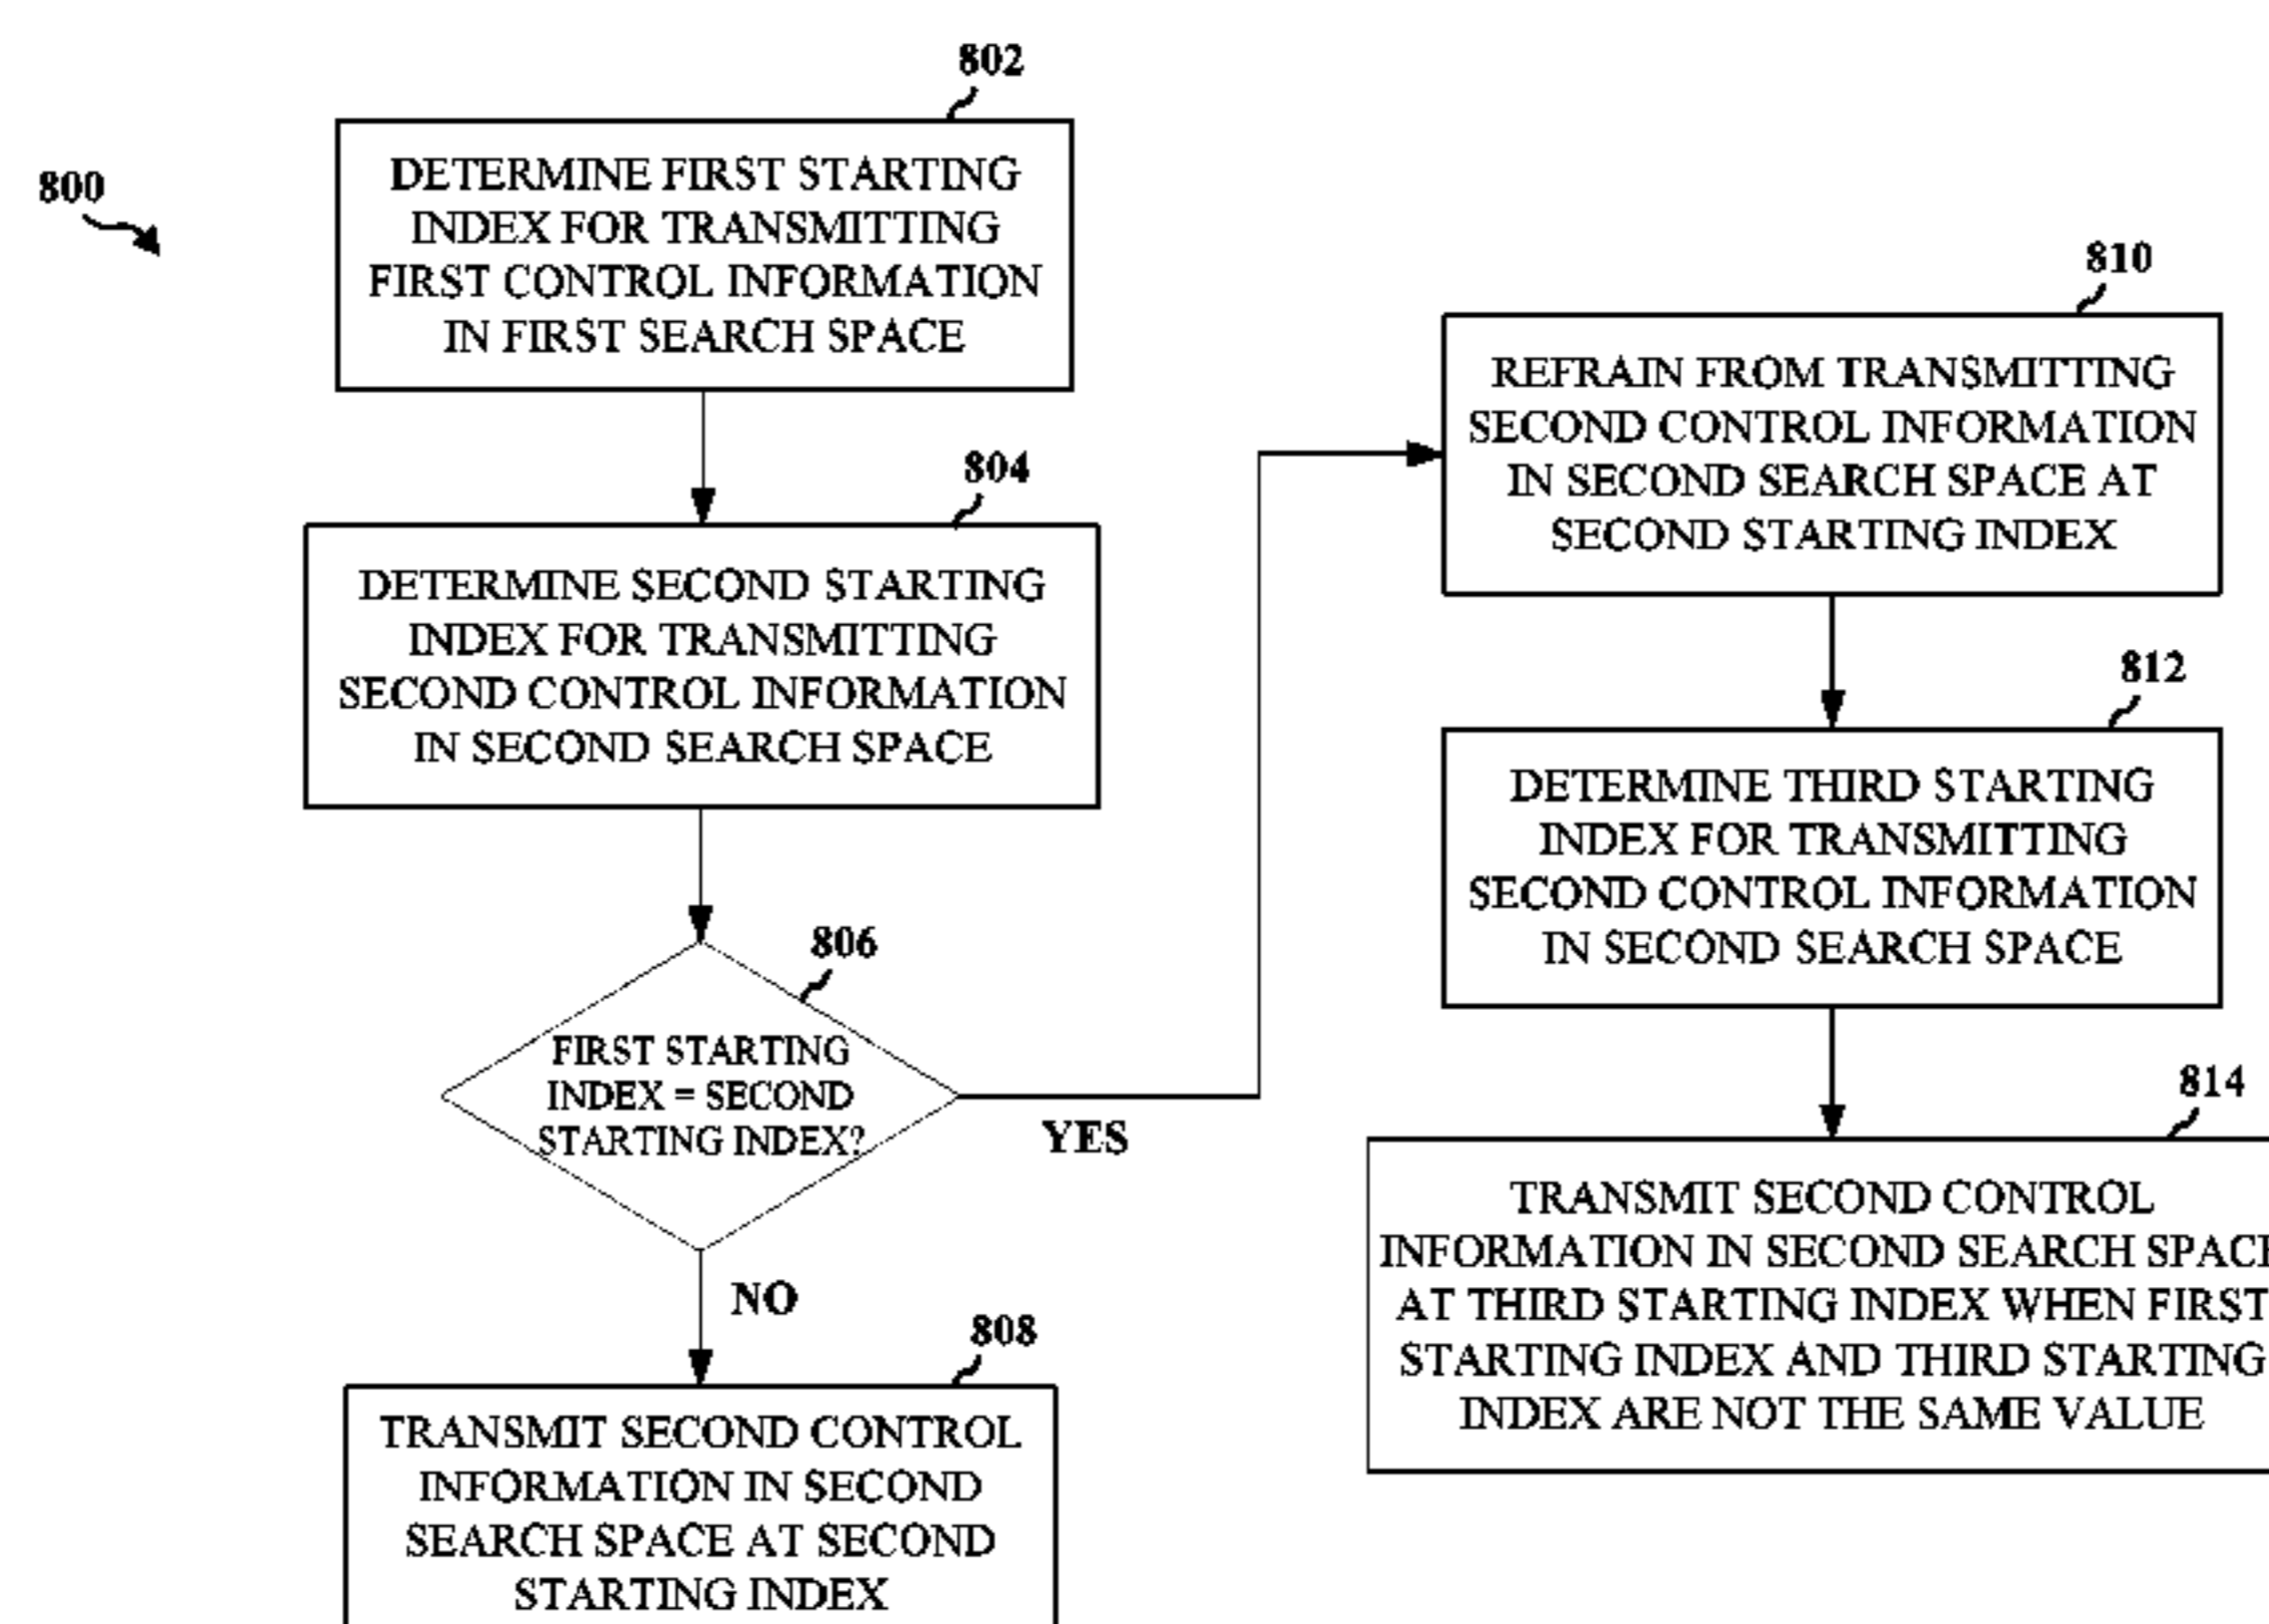 800
802
DETERMINE FIRST STARTING
INDEX FOR TRANSMITTING
FIRST CONTROL INFORMATION
IN FIRST SEARCH SPACE
804
DETERMINE SECOND STARTING
INDEX FOR TRANSMITTING
SECOND CONTROL INFORMATION
IN SECOND SEARCH SPACE
806
FIRST STARTING
INDEX = SECOND
STARTING INDEX?
YES
NO
808
TRANSMIT SECOND CONTROL
INFORMATION IN SECOND
SEARCH SPACE AT SECOND
STARTING INDEX
810
REFRAIN FROM TRANSMITTING
SECOND CONTROL INFORMATION
IN SECOND SEARCH SPACE AT
SECOND STARTING INDEX
812
DETERMINE THIRD STARTING
INDEX FOR TRANSMITTING
SECOND CONTROL INFORMATION
IN SECOND SEARCH SPACE
814
TRANSMIT SECOND CONTROL
INFORMATION IN SECOND SEARCH SPACE
AT THIRD STARTING INDEX WHEN FIRST
STARTING INDEX AND THIRD STARTING
INDEX ARE NOT THE SAME VALUE